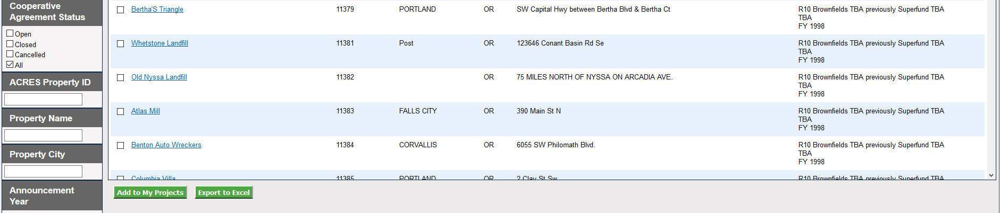 Cooperative
Agreement Status
Open
Closed
Cancelled
All
ACRES Property ID
Property Name
Property City
Announcement
Year
Bertha'S Triangle 11379 PORTLAND OR SW Capital Hwy between Bertha Blvd & Bertha Ct R10 Brownfields TBA previously Superfund TBA
TBA
FY 1998
Whetstone Landfill 11381 Post OR 123646 Conant Basin Rd Se R10 Brownfields TBA previously Superfund TBA
TBA
FY 1998
Old Nyssa Landfill 11382 OR 75 MILES NORTH OF NYSSA ON ARCADIA AVE. R10 Brownfields TBA previously Superfund TBA
TBA
FY 1998
Atlas Mill 11383 FALLS CITY OR 390 Main St N R10 Brownfields TBA previously Superfund TBA
TBA
FY 1998
Benton Auto Wreckers 11384 CORVALLIS OR 6055 SW Philomath Blvd. R10 Brownfields TBA previously Superfund TBA
TBA
FY 1998
Columbia Villa 11385 PORTLAND OR 2 Clay St Sw R10 Brownfields TBA previously Superfund TBA
Add to My Projects Export to Excel